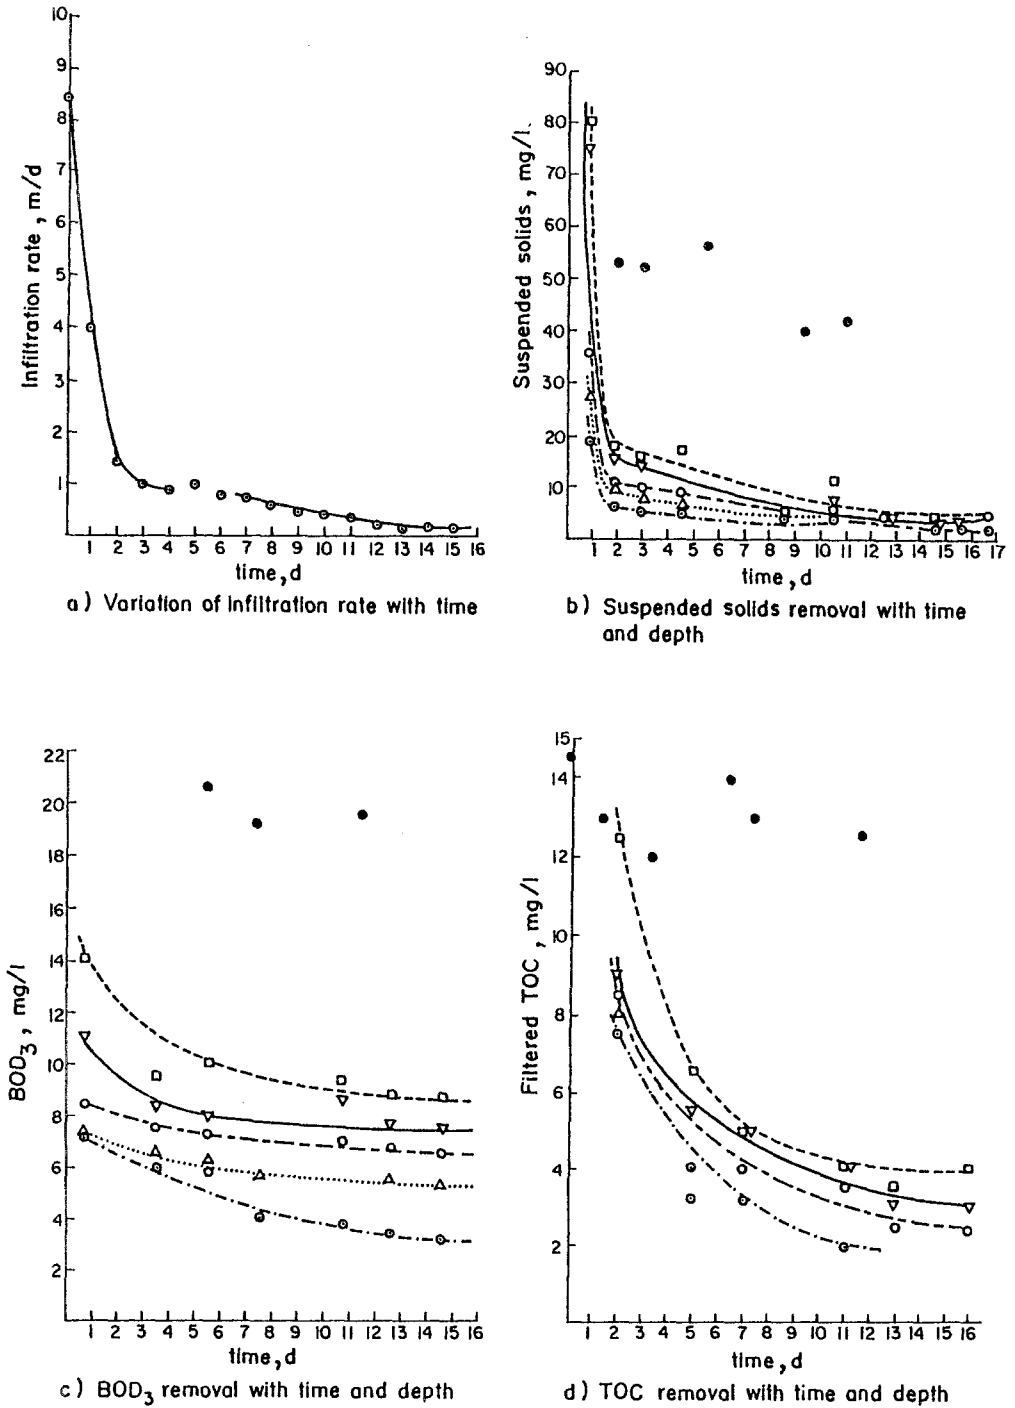 10
9
8
7
6
5
4
3
2
1
Infiltration rate, m/d
1 2 3 4 5 6 7 8 9 10 11 12 13 14 15 16
time, d
a) Variation of infiltration rate with time
90
80
70
60
50
40
30
20
10
Suspended solids, mg/l.
1 2 3 4 5 6 7 8 9 10 11 12 13 14 15 16 17
time, d
b) Suspended solids removal with time
and depth
22
20
18
16
14
12
10
8
6
4
2
BOD₃, mg/l
1 2 3 4 5 6 7 8 9 10 11 12 13 14 15 16
time, d
c) BOD₃ removal with time and depth
15
14
12
10
8
6
4
2
Filtered TOC, mg/l
1 2 3 4 5 6 7 8 9 10 11 12 13 14 15 16
time, d
d) TOC removal with time and depth